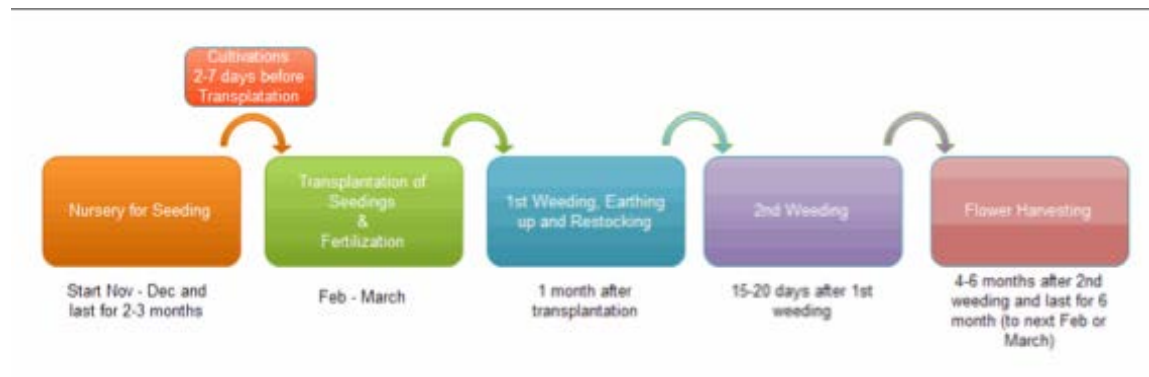 Cultivations
2-7 days before
Transplatation
Nursery for Seeding
Transplantation of
Seedings
&
Fertilization
1st Weeding, Earthing
up and Restocking
2nd Weeding
Flower Harvesting
Start Nov - Dec and
last for 2-3 months
Feb - March
1 month after
transplantation
15-20 days after 1st
weeding
4-6 months after 2nd
weeding and last for 6
month (to next Feb or
March)